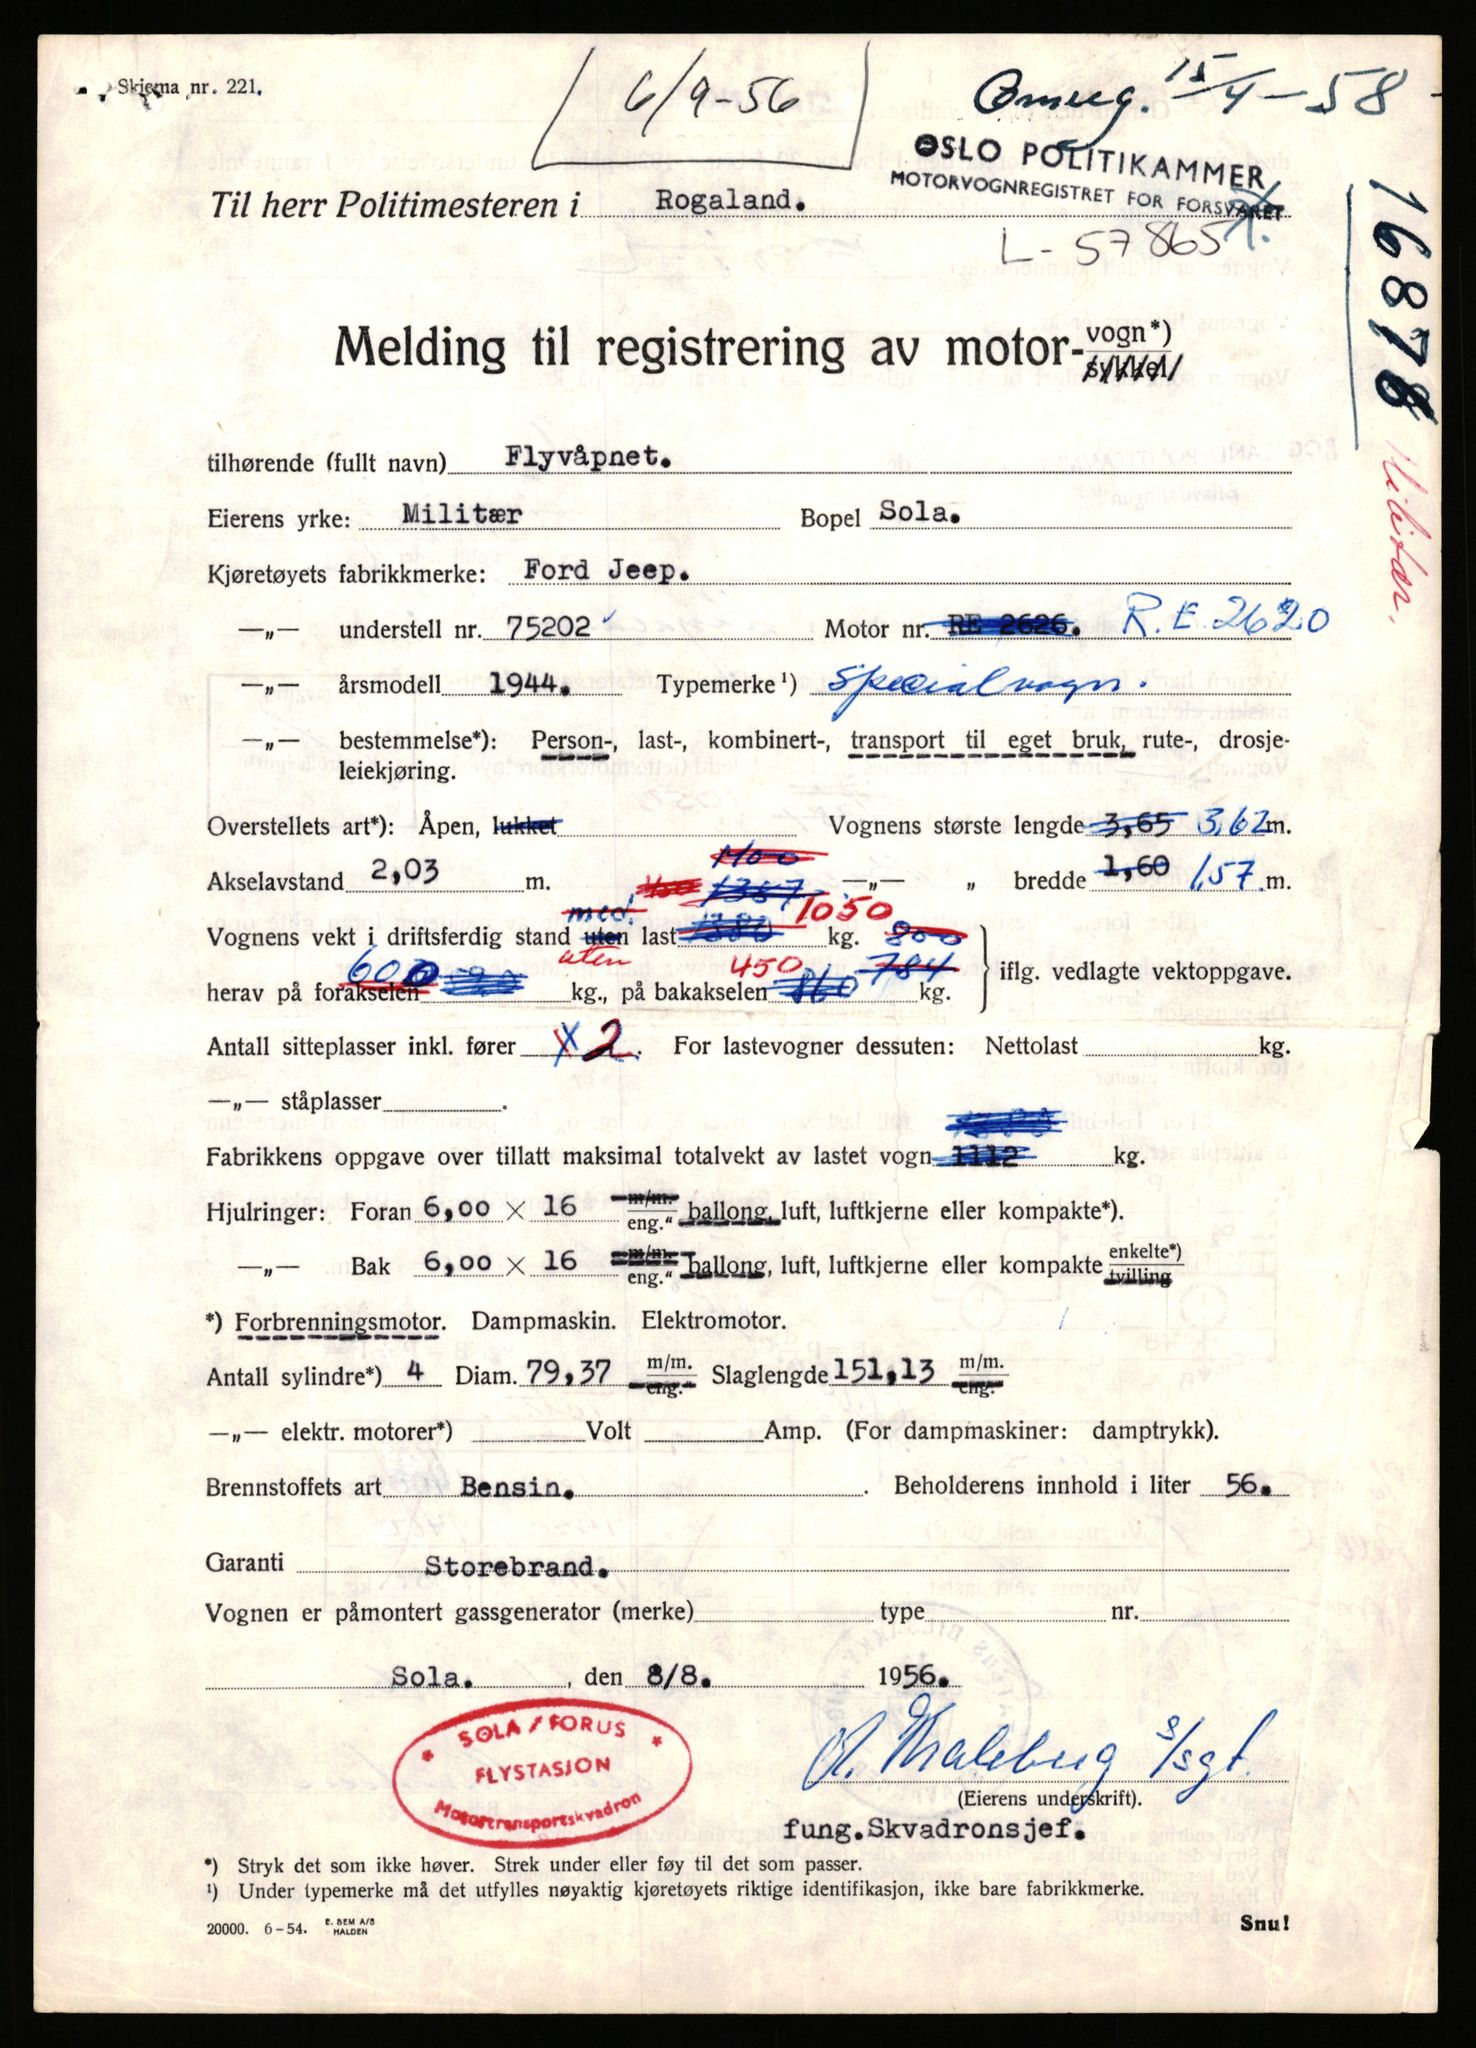 Skjema nr. 221.
6/9-56
Omreg. 15/4-58
OSLO POLITIKAMMER
MOTORVOGNREGISTRET FOR FORSVARET
Til herr Politimesteren i Rogaland.
L-57865
16878
Militær.
Melding til registrering av motor- vogn*)
sykkel
tilhørende (fullt navn) Flyvåpnet.
Eierens yrke: Militær Bopel Sola.
Kjøretøyets fabrikkmerke: Ford Jeep.
—„— understell nr. 75202 Motor nr. RE 2626. R.E. 2620
—„— årsmodell 1944. Typemerke ¹) Specialvogn.
—„— bestemmelse*): Person-, last-, kombinert-, transport til eget bruk, rute-, drosje-
leiekjøring.
Overstellets art*): Åpen, lukket Vognens største lengde 3,65 3,62 m.
1400
Akselavstand 2,03 m. 1387 —„— „ bredde 1,60 1,57 m.
med. 1050
Vognens vekt i driftsferdig stand uten last 1380 kg. 800
uten 450 784 iflg. vedlagte vektoppgave.
herav på forakselen 600 kg., på bakakselen 860 kg.
Antall sitteplasser inkl. fører X 2. For lastevogner dessuten: Nettolast kg.
—„— ståplasser .
Fabrikkens oppgave over tillatt maksimal totalvekt av lastet vogn 1112 kg.
Hjulringer: Foran 6,00 × 16 m/m. eng." ballong, luft, luftkjerne eller kompakte*).
—„— Bak 6,00 × 16 m/m. eng." ballong, luft, luftkjerne eller kompakte enkelte*) tvilling
*) Forbrenningsmotor. Dampmaskin. Elektromotor.
Antall sylindre*) 4 Diam. 79,37 m/m. eng." Slaglengde 151,13 m/m. eng."
—„— elektr. motorer*) Volt Amp. (For dampmaskiner: damptrykk).
Brennstoffets art Bensin. . Beholderens innhold i liter 56.
Garanti Storebrand.
Vognen er påmontert gassgenerator (merke) type nr.
Sola. , den 8/8. 1956.
* SOLA / FORUS *
FLYSTASJON
Motortransportskvadron
s/sgt.
(Eierens underskrift).
fung. Skvadronsjef.
*) Stryk det som ikke høver. Strek under eller føy til det som passer.
¹) Under typemerke må det utfylles nøyaktig kjøretøyets riktige identifikasjon, ikke bare fabrikkmerke.
20000. 6-54. E. SEM A/S
HALDEN
Snu!